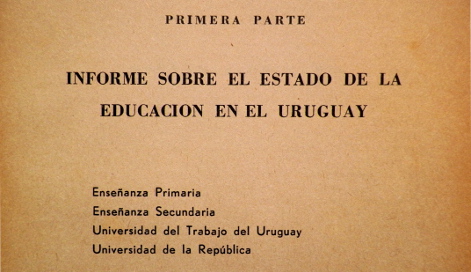 PRIMERA PARTE
INFORME SOBRE EL ESTADO DE LA
EDUCACION EN EL URUGUAY
Enseñanza Primaria
Enseñanza Secundaria
Universidad del Trabajo del Uruguay
Universidad de la República